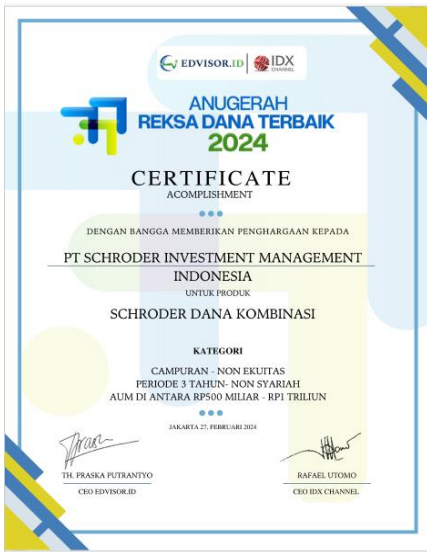 EDVISOR.ID IDX
CHANNEL
ANUGERAH
REKSA DANA TERBAIK
2024
CERTIFICATE
ACOMPLISHMENT
DENGAN BANGGA MEMBERIKAN PENGHARGAAN KEPADA
PT SCHRODER INVESTMENT MANAGEMENT
INDONESIA
UNTUK PRODUK
SCHRODER DANA KOMBINASI
KATEGORI
CAMPURAN - NON EKUITAS
PERIODE 3 TAHUN- NON SYARIAH
AUM DI ANTARA RP500 MILIAR - RP1 TRILIUN
JAKARTA 27, FEBRUARI 2024
TH. PRASKA PUTRANTYO
CEO EDVISOR.ID
RAFAEL UTOMO
CEO IDX CHANNEL